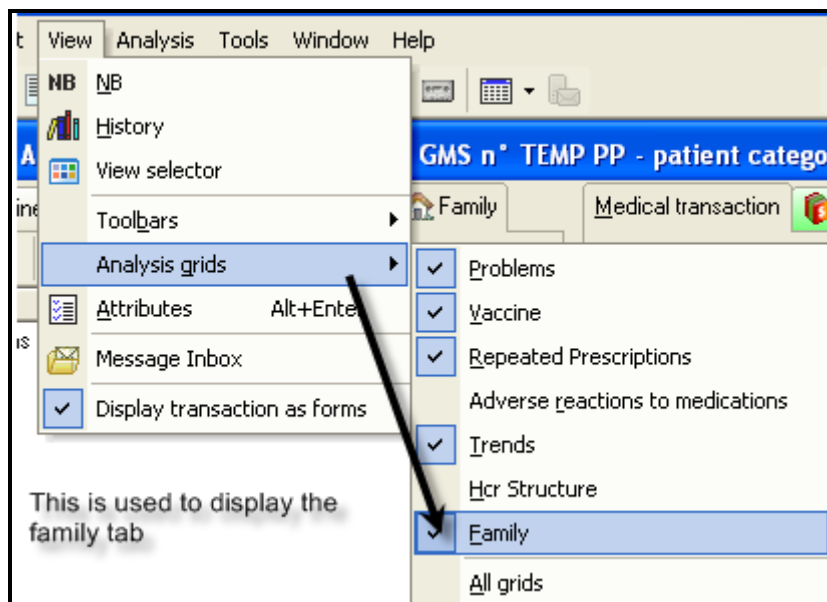 t View Analysis Tools Window Help
NB NB
History
View selector
Toolbars
Analysis grids
Attributes Alt+Enter
Message Inbox
Display transaction as forms
This is used to display the
family tab
GMS n° TEMP PP - patient catego
Family Medical transaction
Problems
Vaccine
Repeated Prescriptions
Adverse reactions to medications
Trends
Hcr Structure
Family
All grids